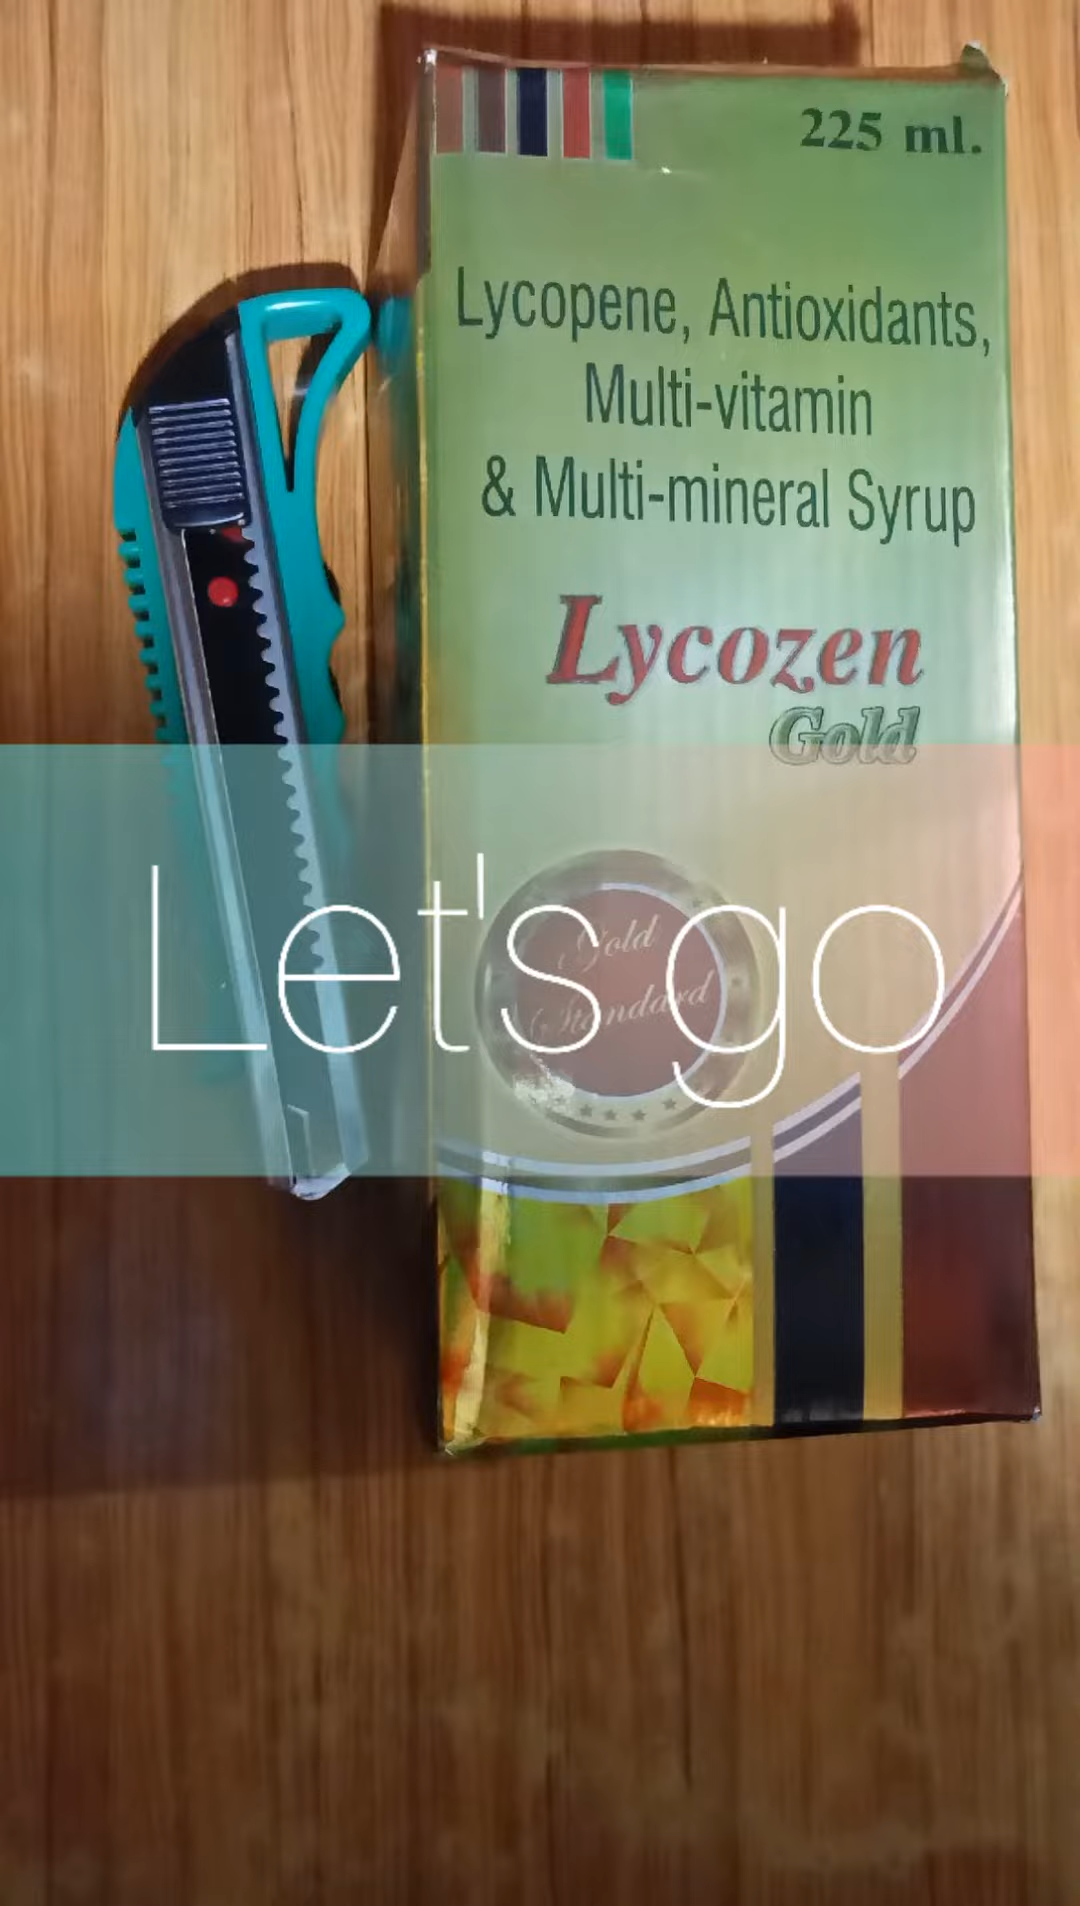 225 ml.
Lycopene, Antioxidants,
Multi-vitamin
& Multi-mineral Syrup
Lycozen
Gold
Let's go
Gold
Standard